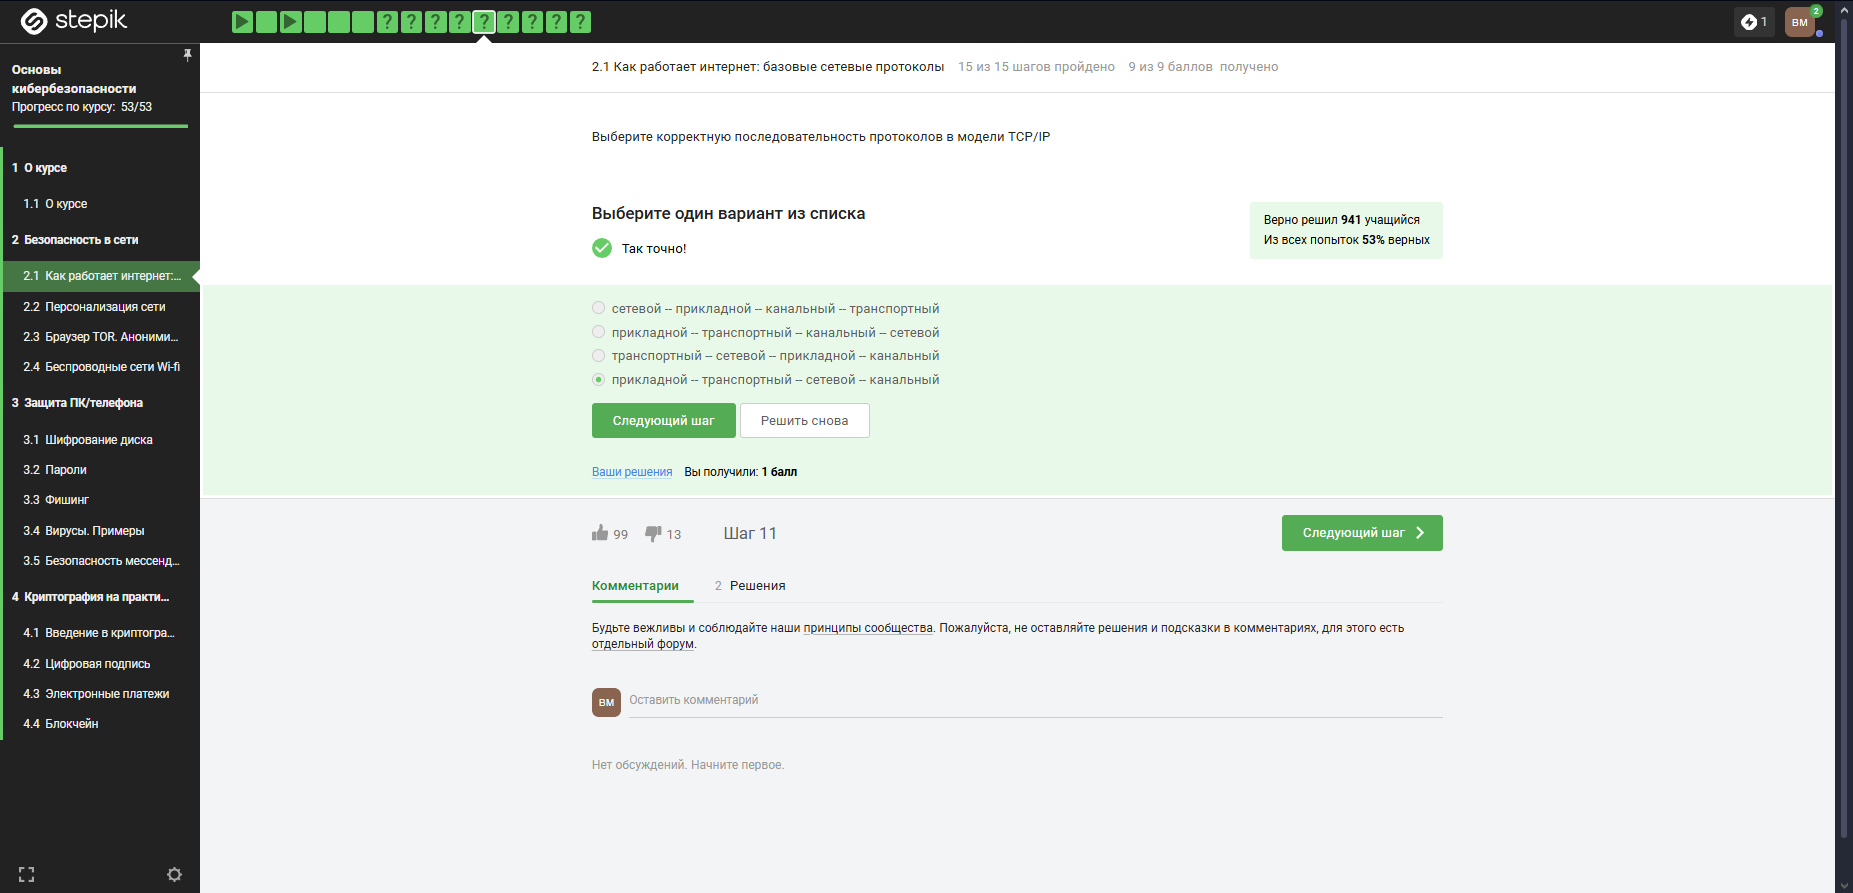 stepik
? ? ? ? ? ? ? ? ?
1
ВМ
2
Основы
кибербезопасности
Прогресс по курсу: 53/53
1 О курсе
1.1 О курсе
2 Безопасность в сети
2.1 Как работает интернет:...
2.2 Персонализация сети
2.3 Браузер TOR. Аноними...
2.4 Беспроводные сети Wi-fi
3 Защита ПК/телефона
3.1 Шифрование диска
3.2 Пароли
3.3 Фишинг
3.4 Вирусы. Примеры
3.5 Безопасность мессенд...
4 Криптография на практи...
4.1 Введение в криптогра...
4.2 Цифровая подпись
4.3 Электронные платежи
4.4 Блокчейн
2.1 Как работает интернет: базовые сетевые протоколы 15 из 15 шагов пройдено 9 из 9 баллов получено
Выберите корректную последовательность протоколов в модели TCP/IP
Выберите один вариант из списка
Так точно!
Верно решил 941 учащийся
Из всех попыток 53% верных
сетевой -- прикладной -- канальный -- транспортный
прикладной -- транспортный -- канальный -- сетевой
транспортный -- сетевой -- прикладной -- канальный
прикладной -- транспортный -- сетевой -- канальный
Следующий шаг Решить снова
Ваши решения Вы получили: 1 балл
99 13 Шаг 11 Следующий шаг
Комментарии 2 Решения
Будьте вежливы и соблюдайте наши принципы сообщества. Пожалуйста, не оставляйте решения и подсказки в комментариях, для этого есть
отдельный форум.
ВМ Оставить комментарий
Нет обсуждений. Начните первое.